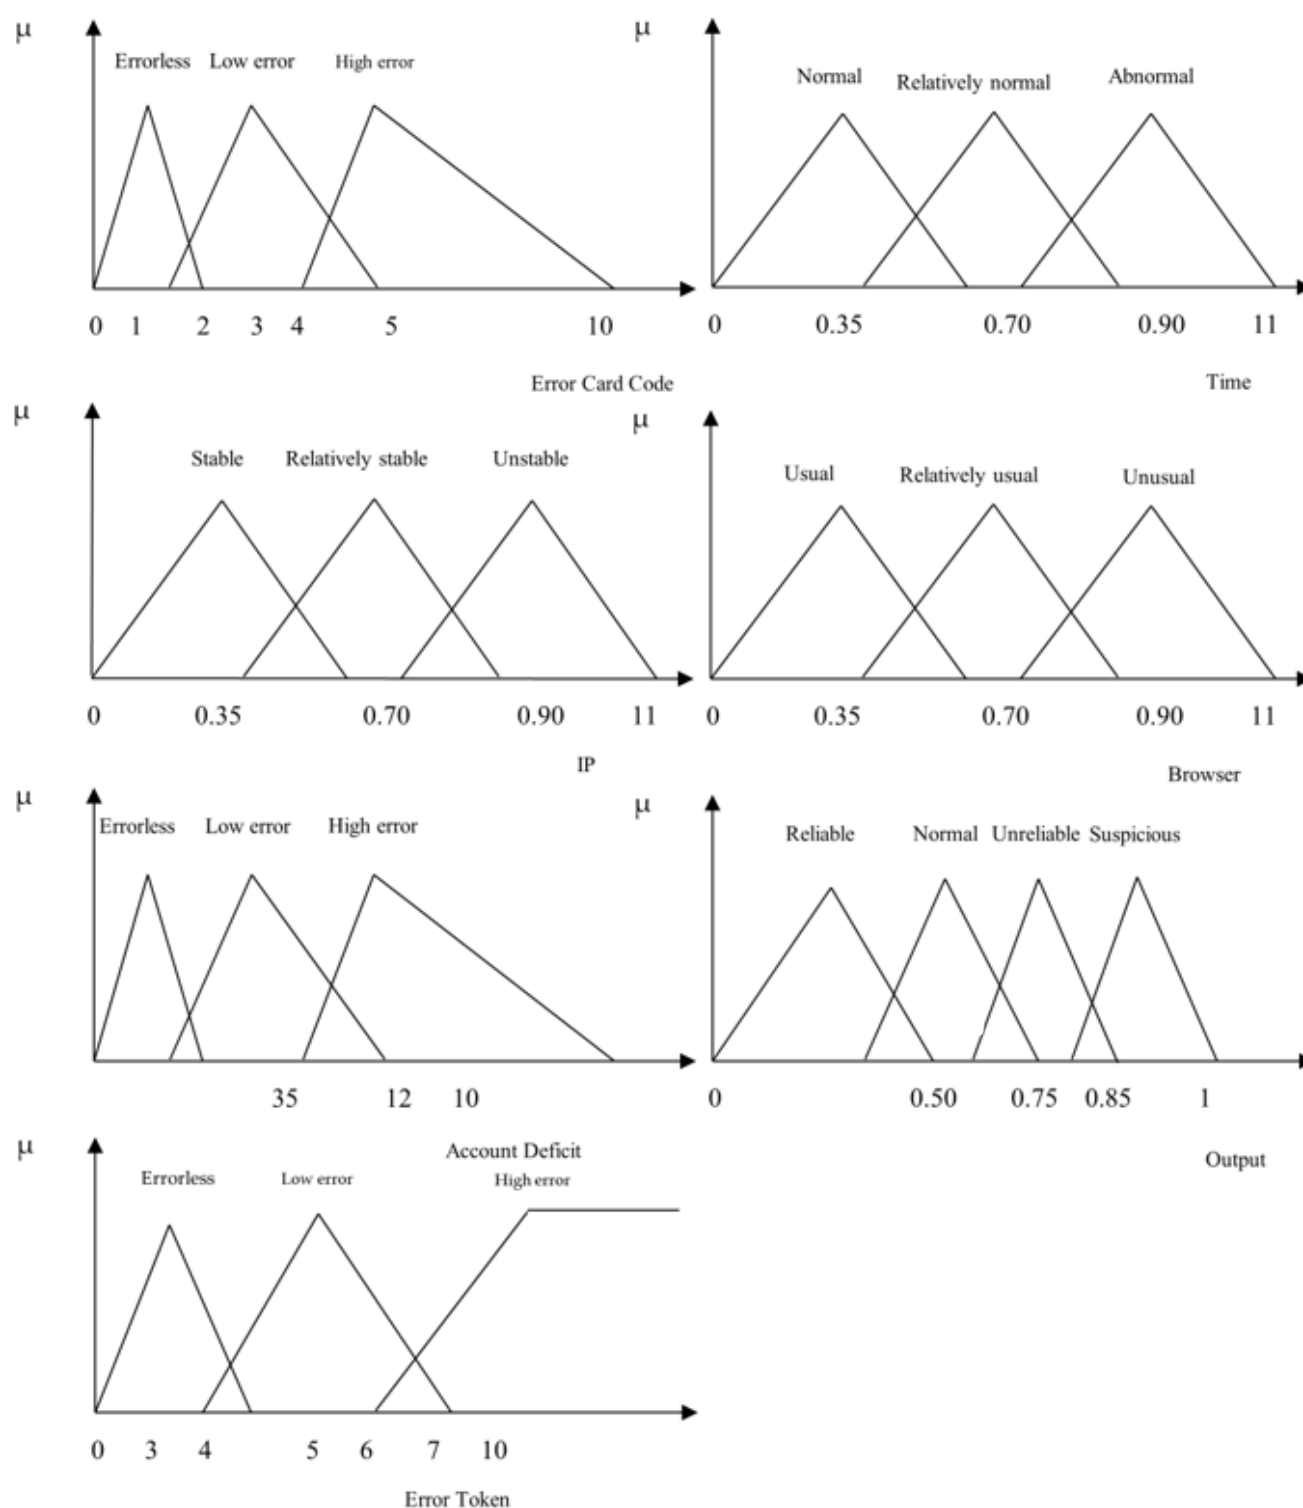 μ
Errorless Low error High error
0 1 2 3 4 5 10
Error Card Code
μ
Normal Relatively normal Abnormal
0 0.35 0.70 0.90 11
Time
μ
Stable Relatively stable Unstable
0 0.35 0.70 0.90 11
IP
μ
Usual Relatively usual Unusual
0 0.35 0.70 0.90 11
Browser
μ
Errorless Low error High error
35 12 10
Account Deficit
μ
Reliable Normal Unreliable Suspicious
0 0.50 0.75 0.85 1
Output
μ
Errorless Low error High error
0 3 4 5 6 7 10
Error Token